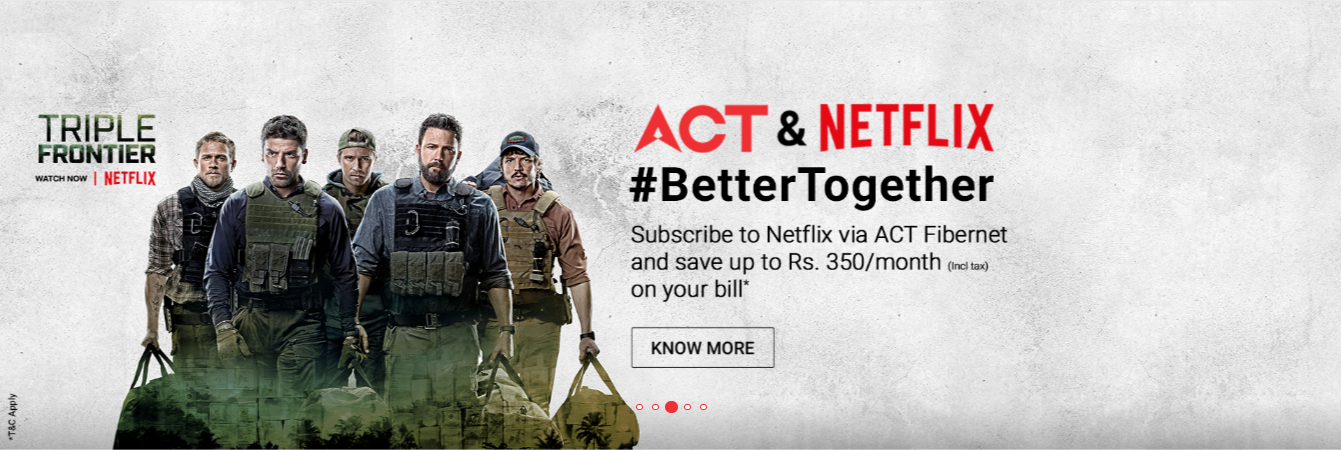 TRIPLE
FRONTIER
WATCH NOW | NETFLIX
ACT & NETFLIX
#BetterTogether
Subscribe to Netflix via ACT Fibernet
and save up to Rs. 350/month (Incl tax)
on your bill*
KNOW MORE
*T&C Apply